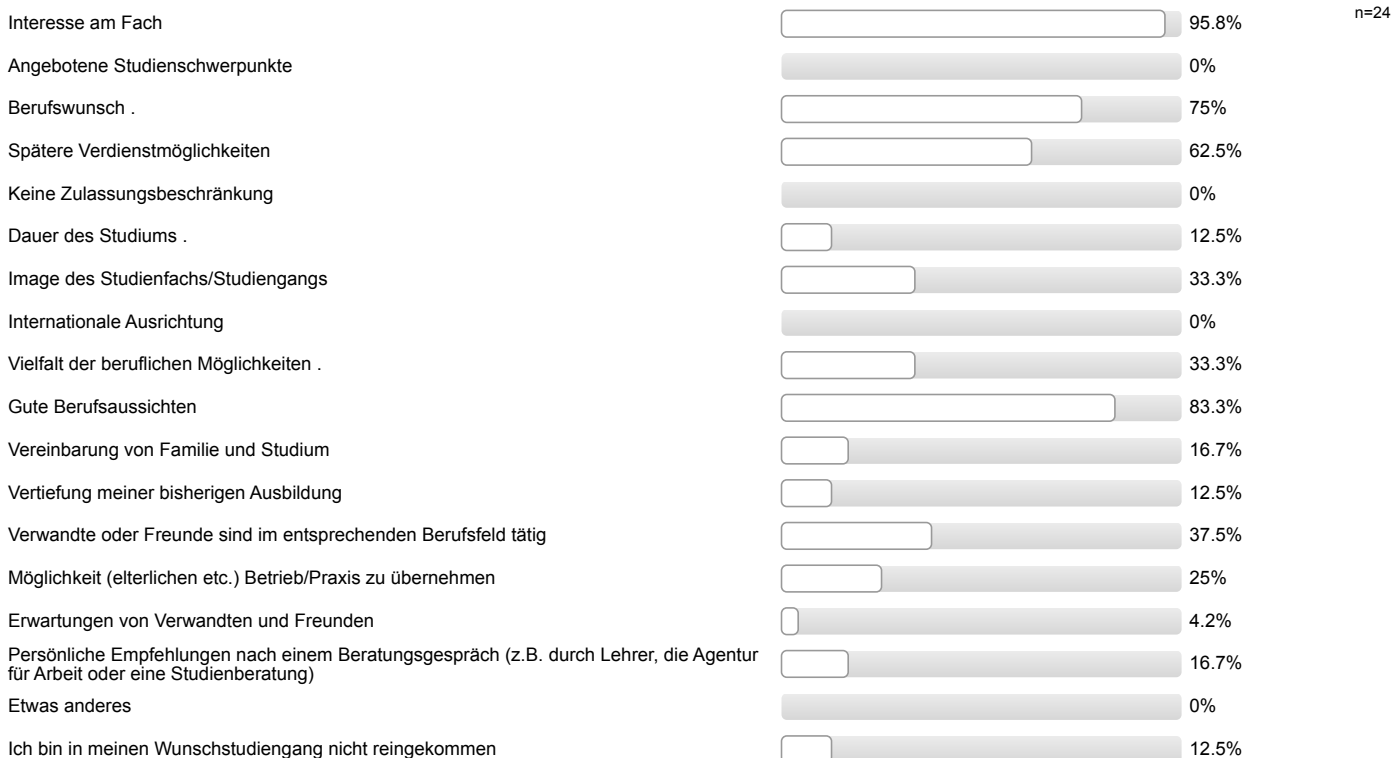 Interesse am Fach 95.8% n=24
Angebotene Studienschwerpunkte 0%
Berufswunsch . 75%
Spätere Verdienstmöglichkeiten 62.5%
Keine Zulassungsbeschränkung 0%
Dauer des Studiums . 12.5%
Image des Studienfachs/Studiengangs 33.3%
Internationale Ausrichtung 0%
Vielfalt der beruflichen Möglichkeiten . 33.3%
Gute Berufsaussichten 83.3%
Vereinbarung von Familie und Studium 16.7%
Vertiefung meiner bisherigen Ausbildung 12.5%
Verwandte oder Freunde sind im entsprechenden Berufsfeld tätig 37.5%
Möglichkeit (elterlichen etc.) Betrieb/Praxis zu übernehmen 25%
Erwartungen von Verwandten und Freunden 4.2%
Persönliche Empfehlungen nach einem Beratungsgespräch (z.B. durch Lehrer, die Agentur
für Arbeit oder eine Studienberatung) 16.7%
Etwas anderes 0%
Ich bin in meinen Wunschstudiengang nicht reingekommen 12.5%